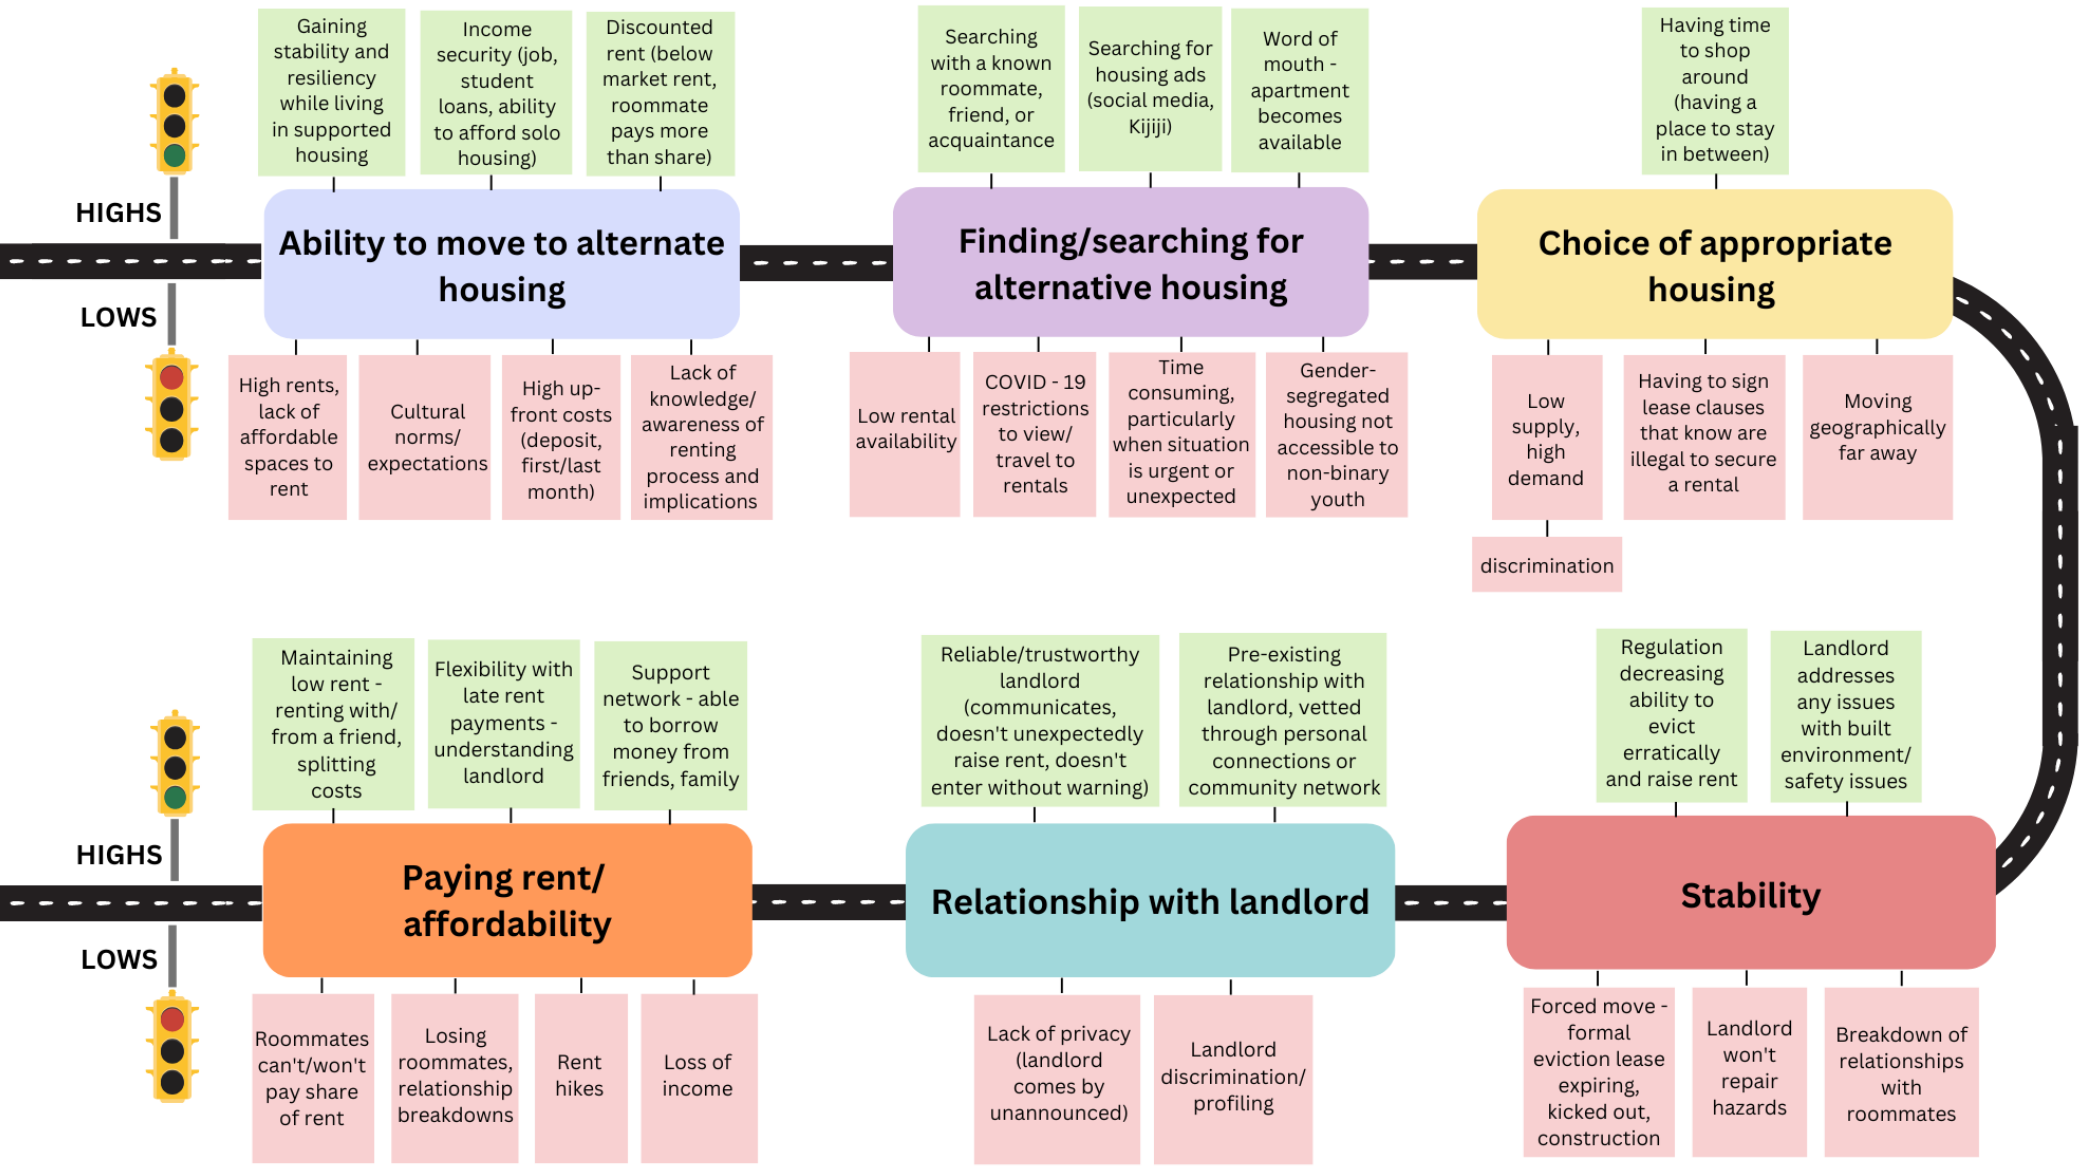 Gaining
stability and
resiliency
while living
in supported
housing
Income
security (job,
student
loans, ability
to afford solo
housing)
Discounted
rent (below
market rent,
roommate
pays more
than share)
Searching
with a known
roommate,
friend, or
acquaintance
Searching for
housing ads
(social media,
Kijiji)
Word of
mouth -
apartment
becomes
available
Having time
to shop
around
(having a
place to stay
in between)
HIGHS
LOWS
Ability to move to alternate
housing
Finding/searching for
alternative housing
Choice of appropriate
housing
High rents,
lack of
affordable
spaces to
rent
Cultural
norms/
expectations
High up-
front costs
(deposit,
first/last
month)
Lack of
knowledge/
awareness of
renting
process and
implications
Low rental
availability
COVID - 19
restrictions
to view/
travel to
rentals
Time
consuming,
particularly
when situation
is urgent or
unexpected
Gender-
segregated
housing not
accessible to
non-binary
youth
Low
supply,
high
demand
Having to sign
lease clauses
that know are
illegal to secure
a rental
Moving
geographically
far away
discrimination
Maintaining
low rent -
renting with/
from a friend,
splitting
costs
Flexibility with
late rent
payments -
understanding
landlord
Support
network - able
to borrow
money from
friends, family
Reliable/trustworthy
landlord
(communicates,
doesn't unexpectedly
raise rent, doesn't
enter without warning)
Pre-existing
relationship with
landlord, vetted
through personal
connections or
community network
Regulation
decreasing
ability to
evict
erratically
and raise rent
Landlord
addresses
any issues
with built
environment/
safety issues
HIGHS
LOWS
Paying rent/
affordability
Relationship with landlord
Stability
Roommates
can't/won't
pay share
of rent
Losing
roommates,
relationship
breakdowns
Rent
hikes
Loss of
income
Lack of privacy
(landlord
comes by
unannounced)
Landlord
discrimination/
profiling
Forced move -
formal
eviction lease
expiring,
kicked out,
construction
Landlord
won't
repair
hazards
Breakdown of
relationships
with
roommates